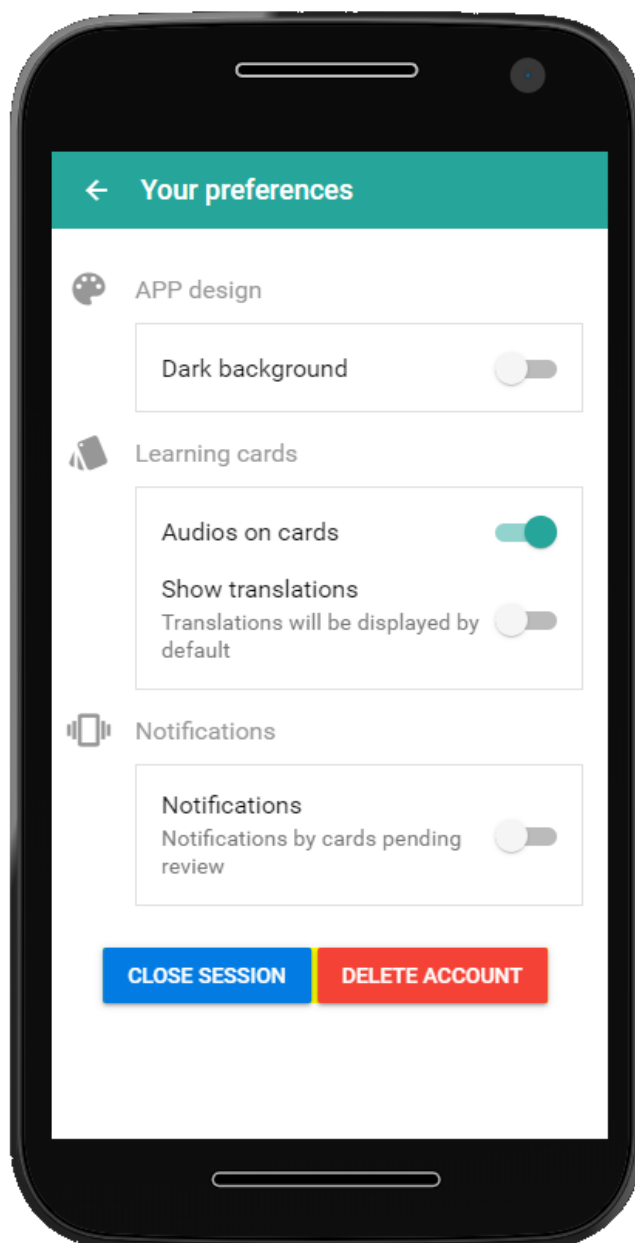 Your preferences
APP design
Dark background
Learning cards
Audios on cards
Show translations
Translations will be displayed by
default
Notifications
Notifications
Notifications by cards pending
review
CLOSE SESSION DELETE ACCOUNT